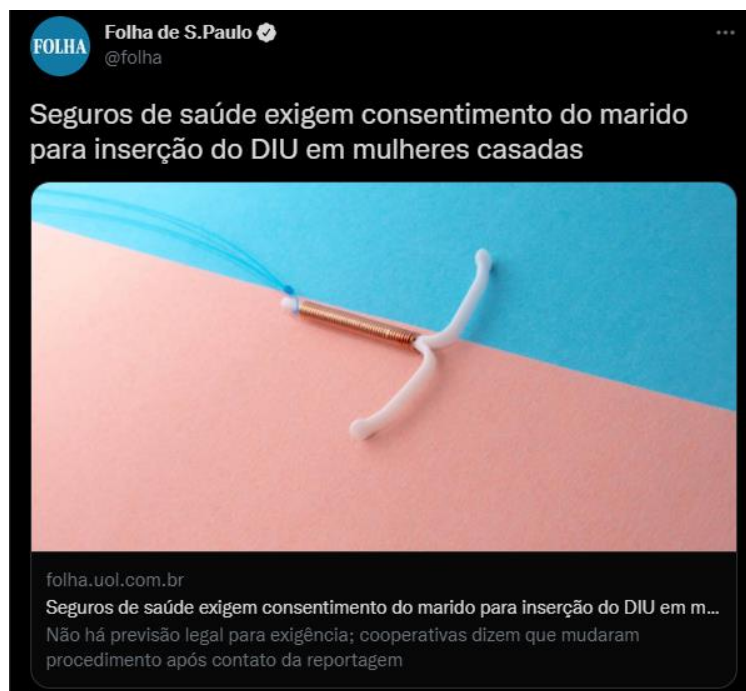 FOLHA
Folha de S.Paulo
@folha
Seguros de saúde exigem consentimento do marido
para inserção do DIU em mulheres casadas
folha.uol.com.br
Seguros de saúde exigem consentimento do marido para inserção do DIU em m...
Não há previsão legal para exigência; cooperativas dizem que mudaram
procedimento após contato da reportagem